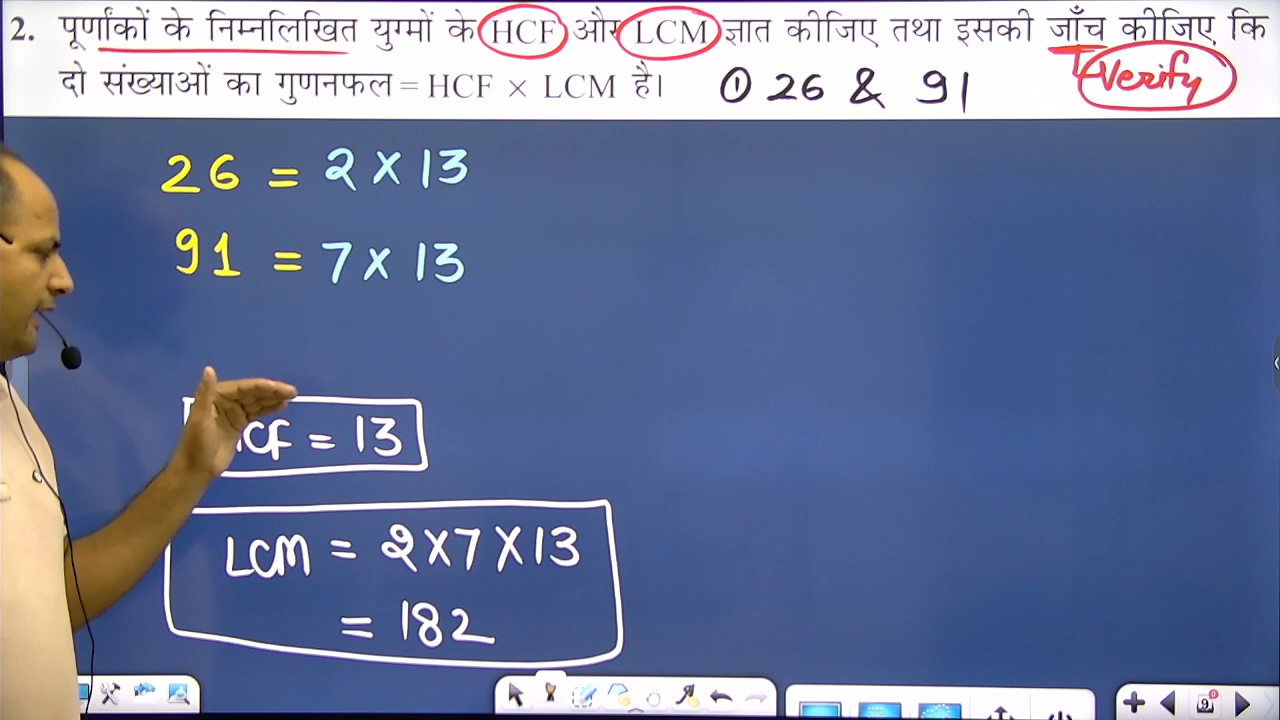 2. पूर्णांकों के निम्नलिखित युग्मों के HCF और LCM ज्ञात कीजिए तथा इसकी जाँच कीजिए कि
दो संख्याओं का गुणनफल = HCF × LCM है। ① 26 & 91 Verify
26 = 2 × 13
91 = 7 × 13
= 13
LCM = 2×7×13
= 182
9